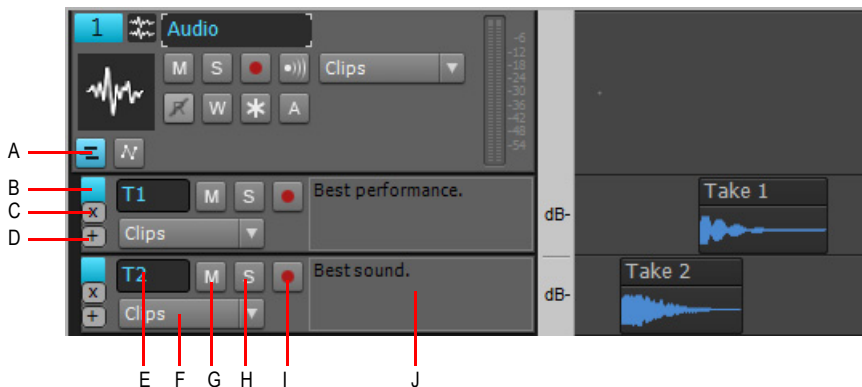 1 Audio
M S Clips
R W * A
-6
-12
-18
-24
-30
-36
-42
-48
-54
A
B
C
D
T1 M S Best performance.
x
+ Clips
dB-
Take 1
T2 M S Best sound.
x
+ Clips
dB-
Take 2
E F G H I J